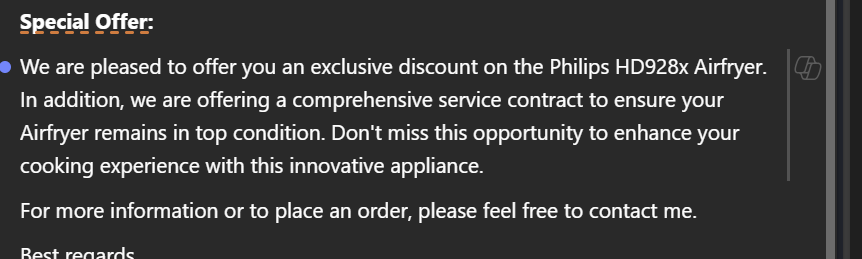 Special Offer:
We are pleased to offer you an exclusive discount on the Philips HD928x Airfryer.
In addition, we are offering a comprehensive service contract to ensure your
Airfryer remains in top condition. Don't miss this opportunity to enhance your
cooking experience with this innovative appliance.
For more information or to place an order, please feel free to contact me.
Best regards